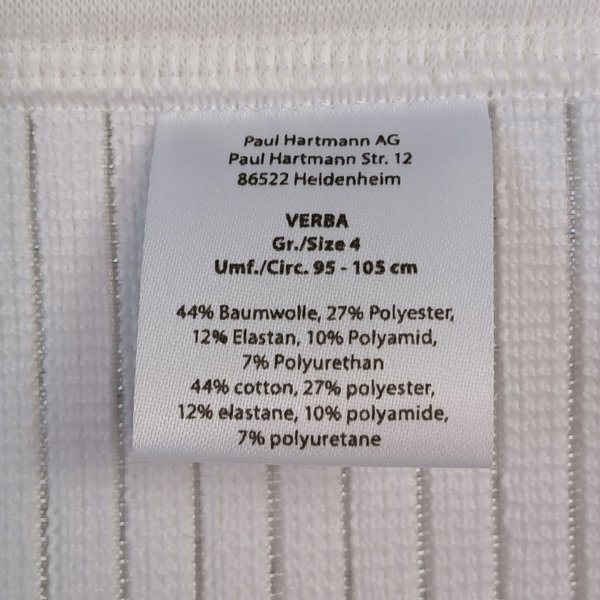 Paul Hartmann AG
Paul Hartmann Str. 12
86522 Heldenheim
VERBA
Gr./Size 4
Umf./Circ. 95 - 105 cm
44% Baumwolle, 27% Polyester,
12% Elastan, 10% Polyamid,
7% Polyurethan
44% cotton, 27% polyester,
12% elastane, 10% polyamide,
7% polyuretane